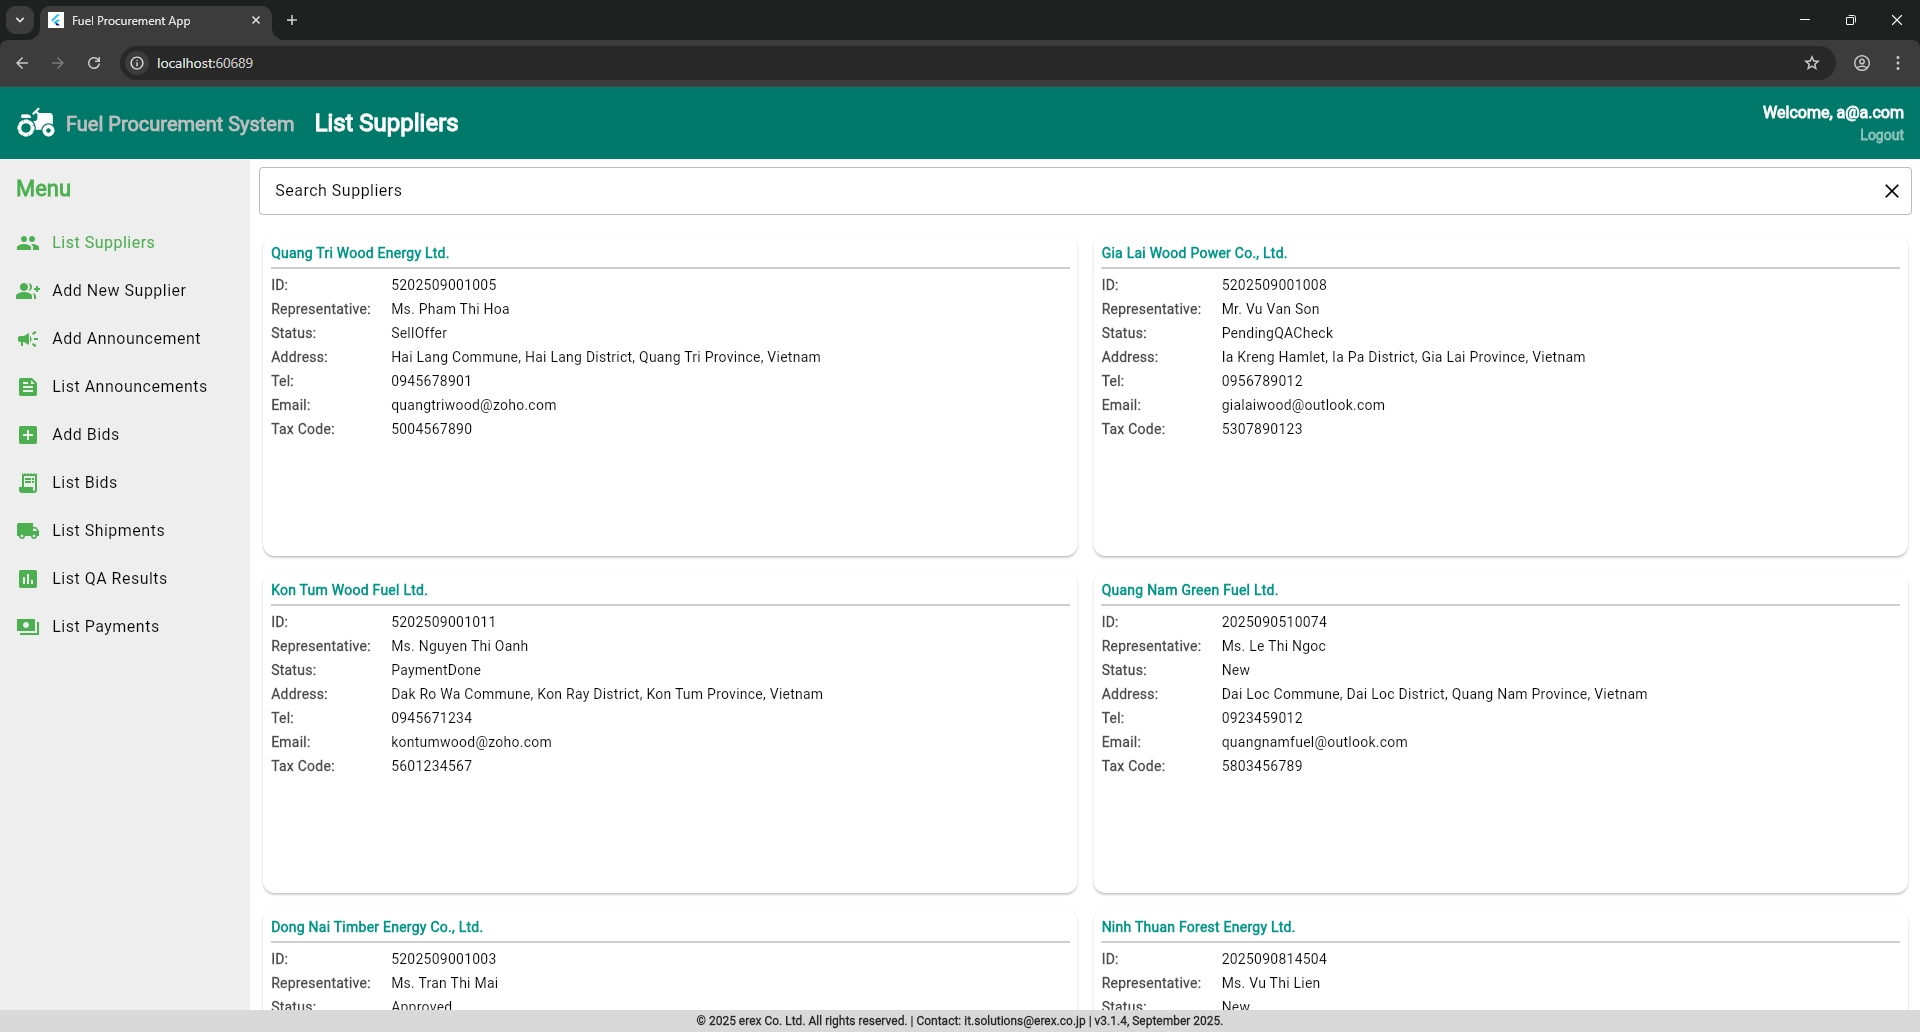 Fuel Procurement App
localhost:60689
Fuel Procurement System
List Suppliers
Welcome, a@a.com
Logout
Menu
List Suppliers
Add New Supplier
Add Announcement
List Announcements
Add Bids
List Bids
List Shipments
List QA Results
List Payments
Search Suppliers
Quang Tri Wood Energy Ltd.
ID: 5202509001005
Representative: Ms. Pham Thi Hoa
Status: SellOffer
Address: Hai Lang Commune, Hai Lang District, Quang Tri Province, Vietnam
Tel: 0945678901
Email: quangtriwood@zoho.com
Tax Code: 5004567890
Gia Lai Wood Power Co., Ltd.
ID: 5202509001008
Representative: Mr. Vu Van Son
Status: PendingQACheck
Address: Ia Kreng Hamlet, Ia Pa District, Gia Lai Province, Vietnam
Tel: 0956789012
Email: gialaiwood@outlook.com
Tax Code: 5307890123
Kon Tum Wood Fuel Ltd.
ID: 5202509001011
Representative: Ms. Nguyen Thi Oanh
Status: PaymentDone
Address: Dak Ro Wa Commune, Kon Ray District, Kon Tum Province, Vietnam
Tel: 0945671234
Email: kontumwood@zoho.com
Tax Code: 5601234567
Quang Nam Green Fuel Ltd.
ID: 2025090510074
Representative: Ms. Le Thi Ngoc
Status: New
Address: Dai Loc Commune, Dai Loc District, Quang Nam Province, Vietnam
Tel: 0923459012
Email: quangnamfuel@outlook.com
Tax Code: 5803456789
Dong Nai Timber Energy Co., Ltd.
ID: 5202509001003
Representative: Ms. Tran Thi Mai
Status: Approved
Ninh Thuan Forest Energy Ltd.
ID: 2025090814504
Representative: Ms. Vu Thi Lien
Status: New
© 2025 erex Co. Ltd. All rights reserved. | Contact: it.solutions@erex.co.jp | v3.1.4, September 2025.